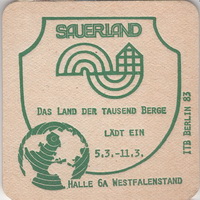 SAUERLAND
DAS LAND DER TAUSEND BERGE
LÄDT EIN
5.3.-11.3.
HALLE 6A WESTFALENSTAND
ITB BERLIN 83